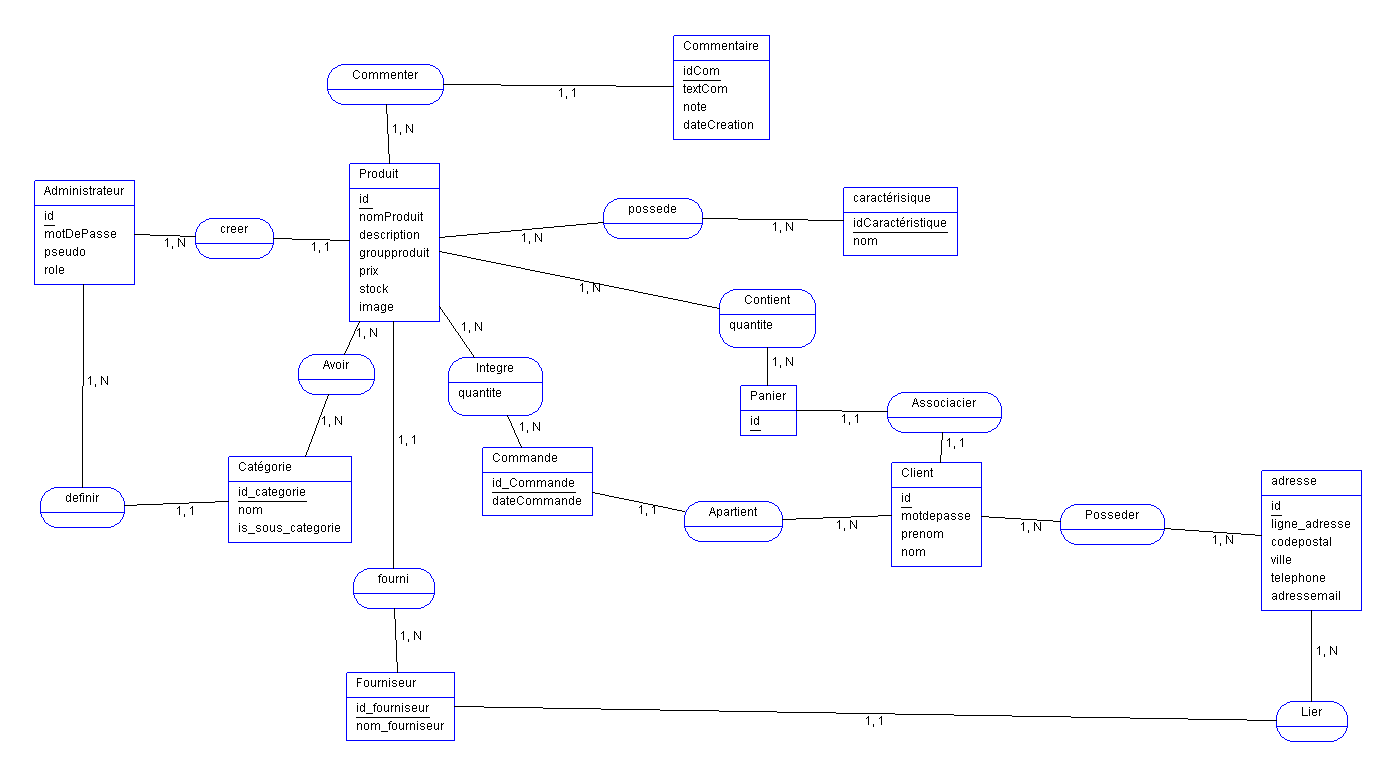 Commentaire
idCom
textCom
note
dateCreation
Commenter
1, 1
1, N
Produit
id
nomProduit
description
groupproduit
prix
stock
image
Administrateur
id
motDePasse
pseudo
role
1, N
creer
1, 1
possede
1, N
1, N
caractérisique
idCaractéristique
nom
1, N
Contient
quantite
1, N
1, N
Avoir
1, N
1, N
Integre
quantite
1, N
1, N
Panier
id
1, 1
Associacier
1, 1
1, 1
Catégorie
id_categorie
nom
is_sous_categorie
definir
1, 1
Commande
id_Commande
dateCommande
1, 1
Apartient
1, N
Client
id
motdepasse
prenom
nom
1, N
Posseder
1, N
adresse
id
ligne_adresse
codepostal
ville
telephone
adressemail
fourni
1, N
1, N
Fourniseur
id_fourniseur
nom_fourniseur
1, 1
Lier